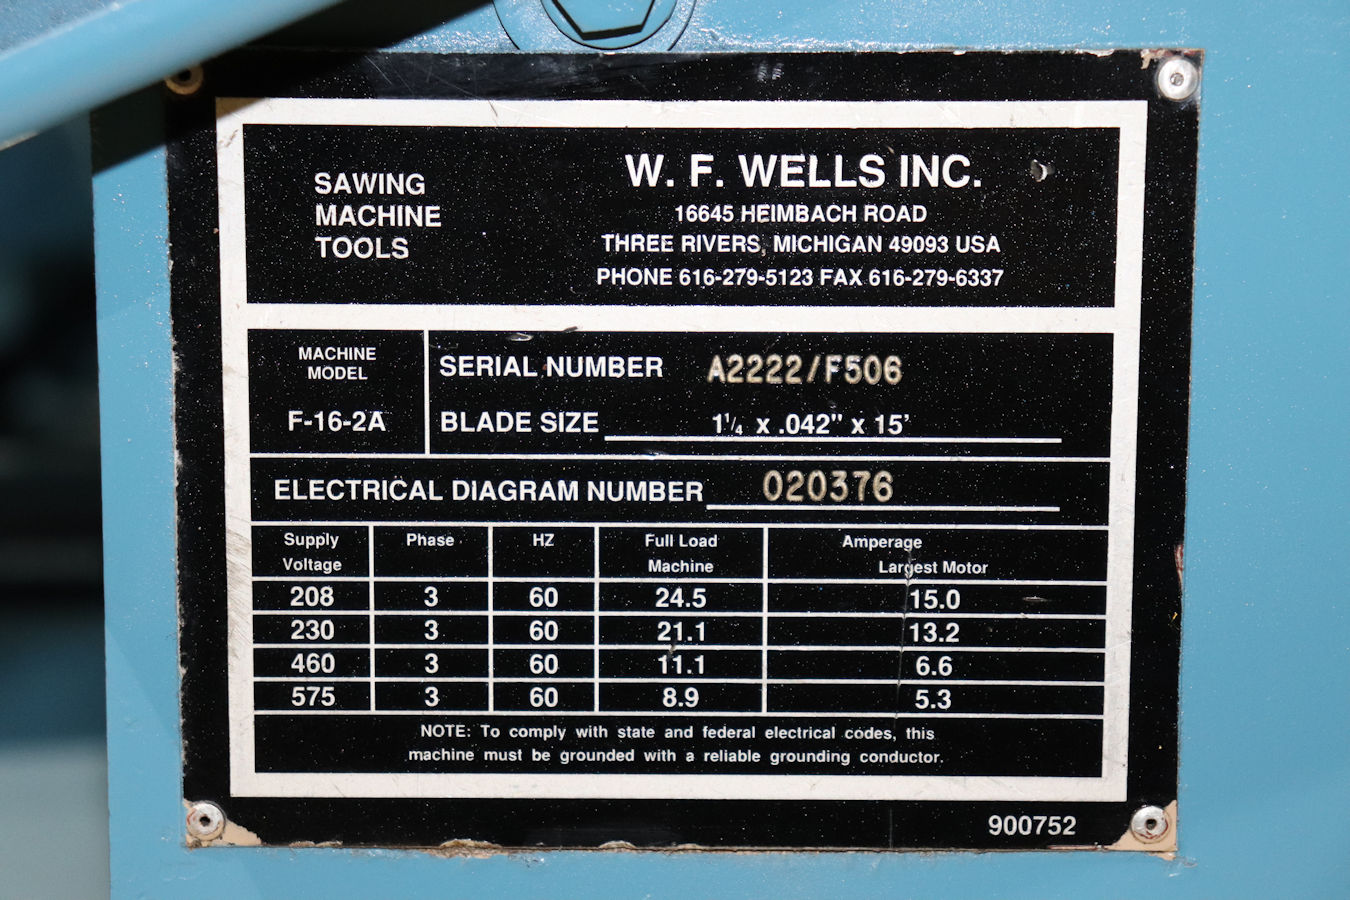 SAWING
MACHINE
TOOLS
W. F. WELLS INC.
16645 HEIMBACH ROAD
THREE RIVERS, MICHIGAN 49093 USA
PHONE 616-279-5123 FAX 616-279-6337
MACHINE
MODEL
F-16-2A
SERIAL NUMBER A2222/F506
BLADE SIZE 1 1/4 x .042" x 15'
ELECTRICAL DIAGRAM NUMBER 020376
Supply Phase HZ Full Load Amperage
Voltage Machine Largest Motor
208 3 60 24.5 15.0
230 3 60 21.1 13.2
460 3 60 11.1 6.6
575 3 60 8.9 5.3
NOTE: To comply with state and federal electrical codes, this
machine must be grounded with a reliable grounding conductor.
900752